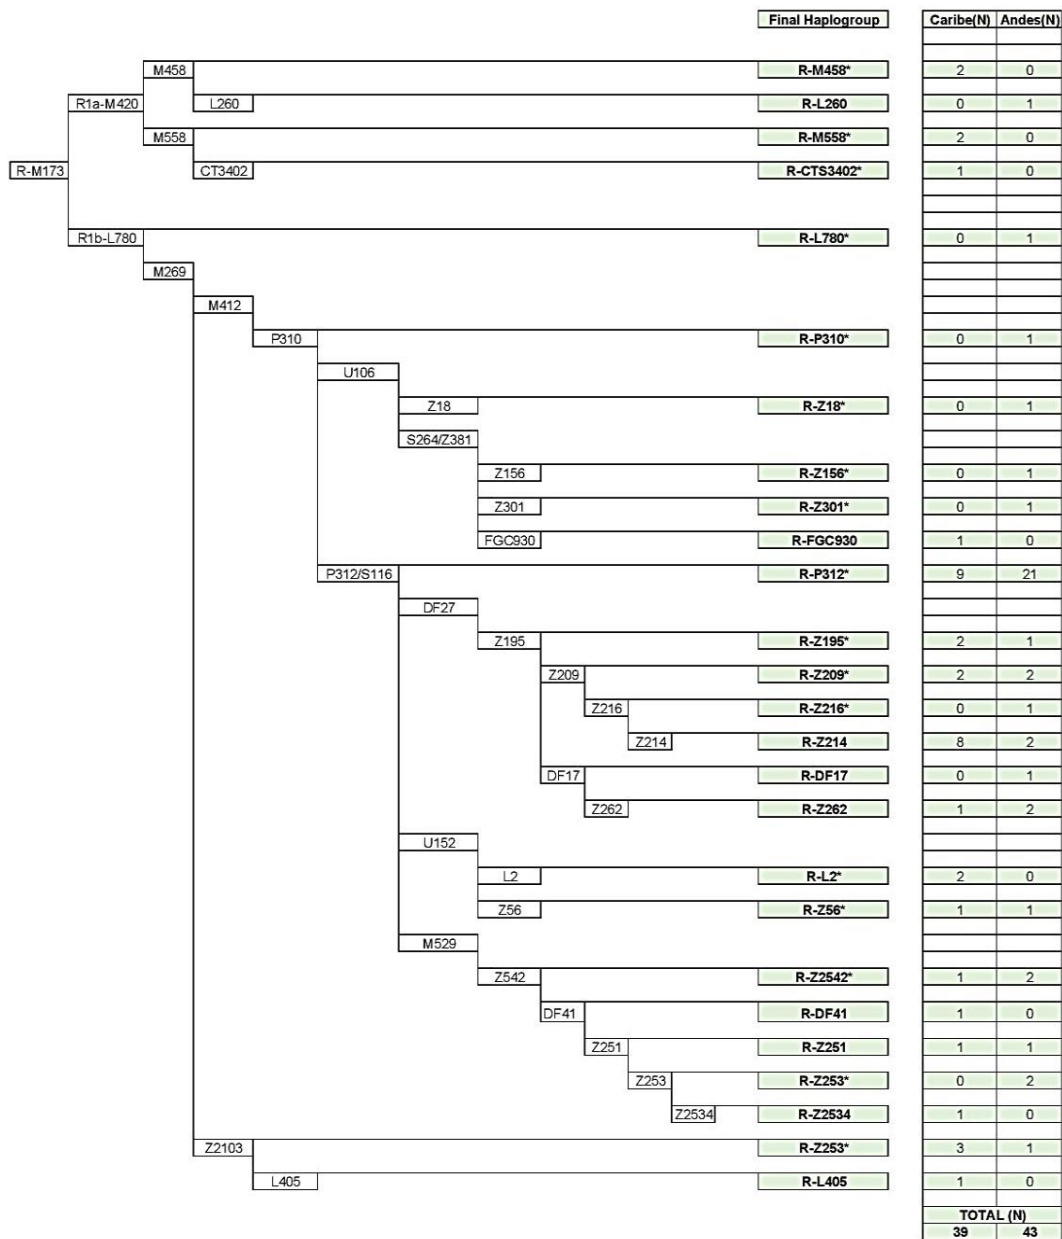 Final Haplogroup Caribe(N) Andes(N)
M458 R-M458* 2 0
R1a-M420 L260 R-L260 0 1
M558 R-M558* 2 0
R-M173 CT3402 R-CTS3402* 1 0
R1b-L780 R-L780* 0 1
M269
M412
P310 R-P310* 0 1
U106
Z18 R-Z18* 0 1
S264/Z381
Z156 R-Z156* 0 1
Z301 R-Z301* 0 1
FGC930 R-FGC930 1 0
P312/S116 R-P312* 9 21
DF27
Z195 R-Z195* 2 1
Z209 R-Z209* 2 2
Z216 R-Z216* 0 1
Z214 R-Z214 8 2
DF17 R-DF17 0 1
Z262 R-Z262 1 2
U152
L2 R-L2* 2 0
Z56 R-Z56* 1 1
M529
Z542 R-Z2542* 1 2
DF41 R-DF41 1 0
Z251 R-Z251 1 1
Z253 R-Z253* 0 2
Z2534 R-Z2534 1 0
Z2103 R-Z253* 3 1
L405 R-L405 1 0
TOTAL (N)
39 43